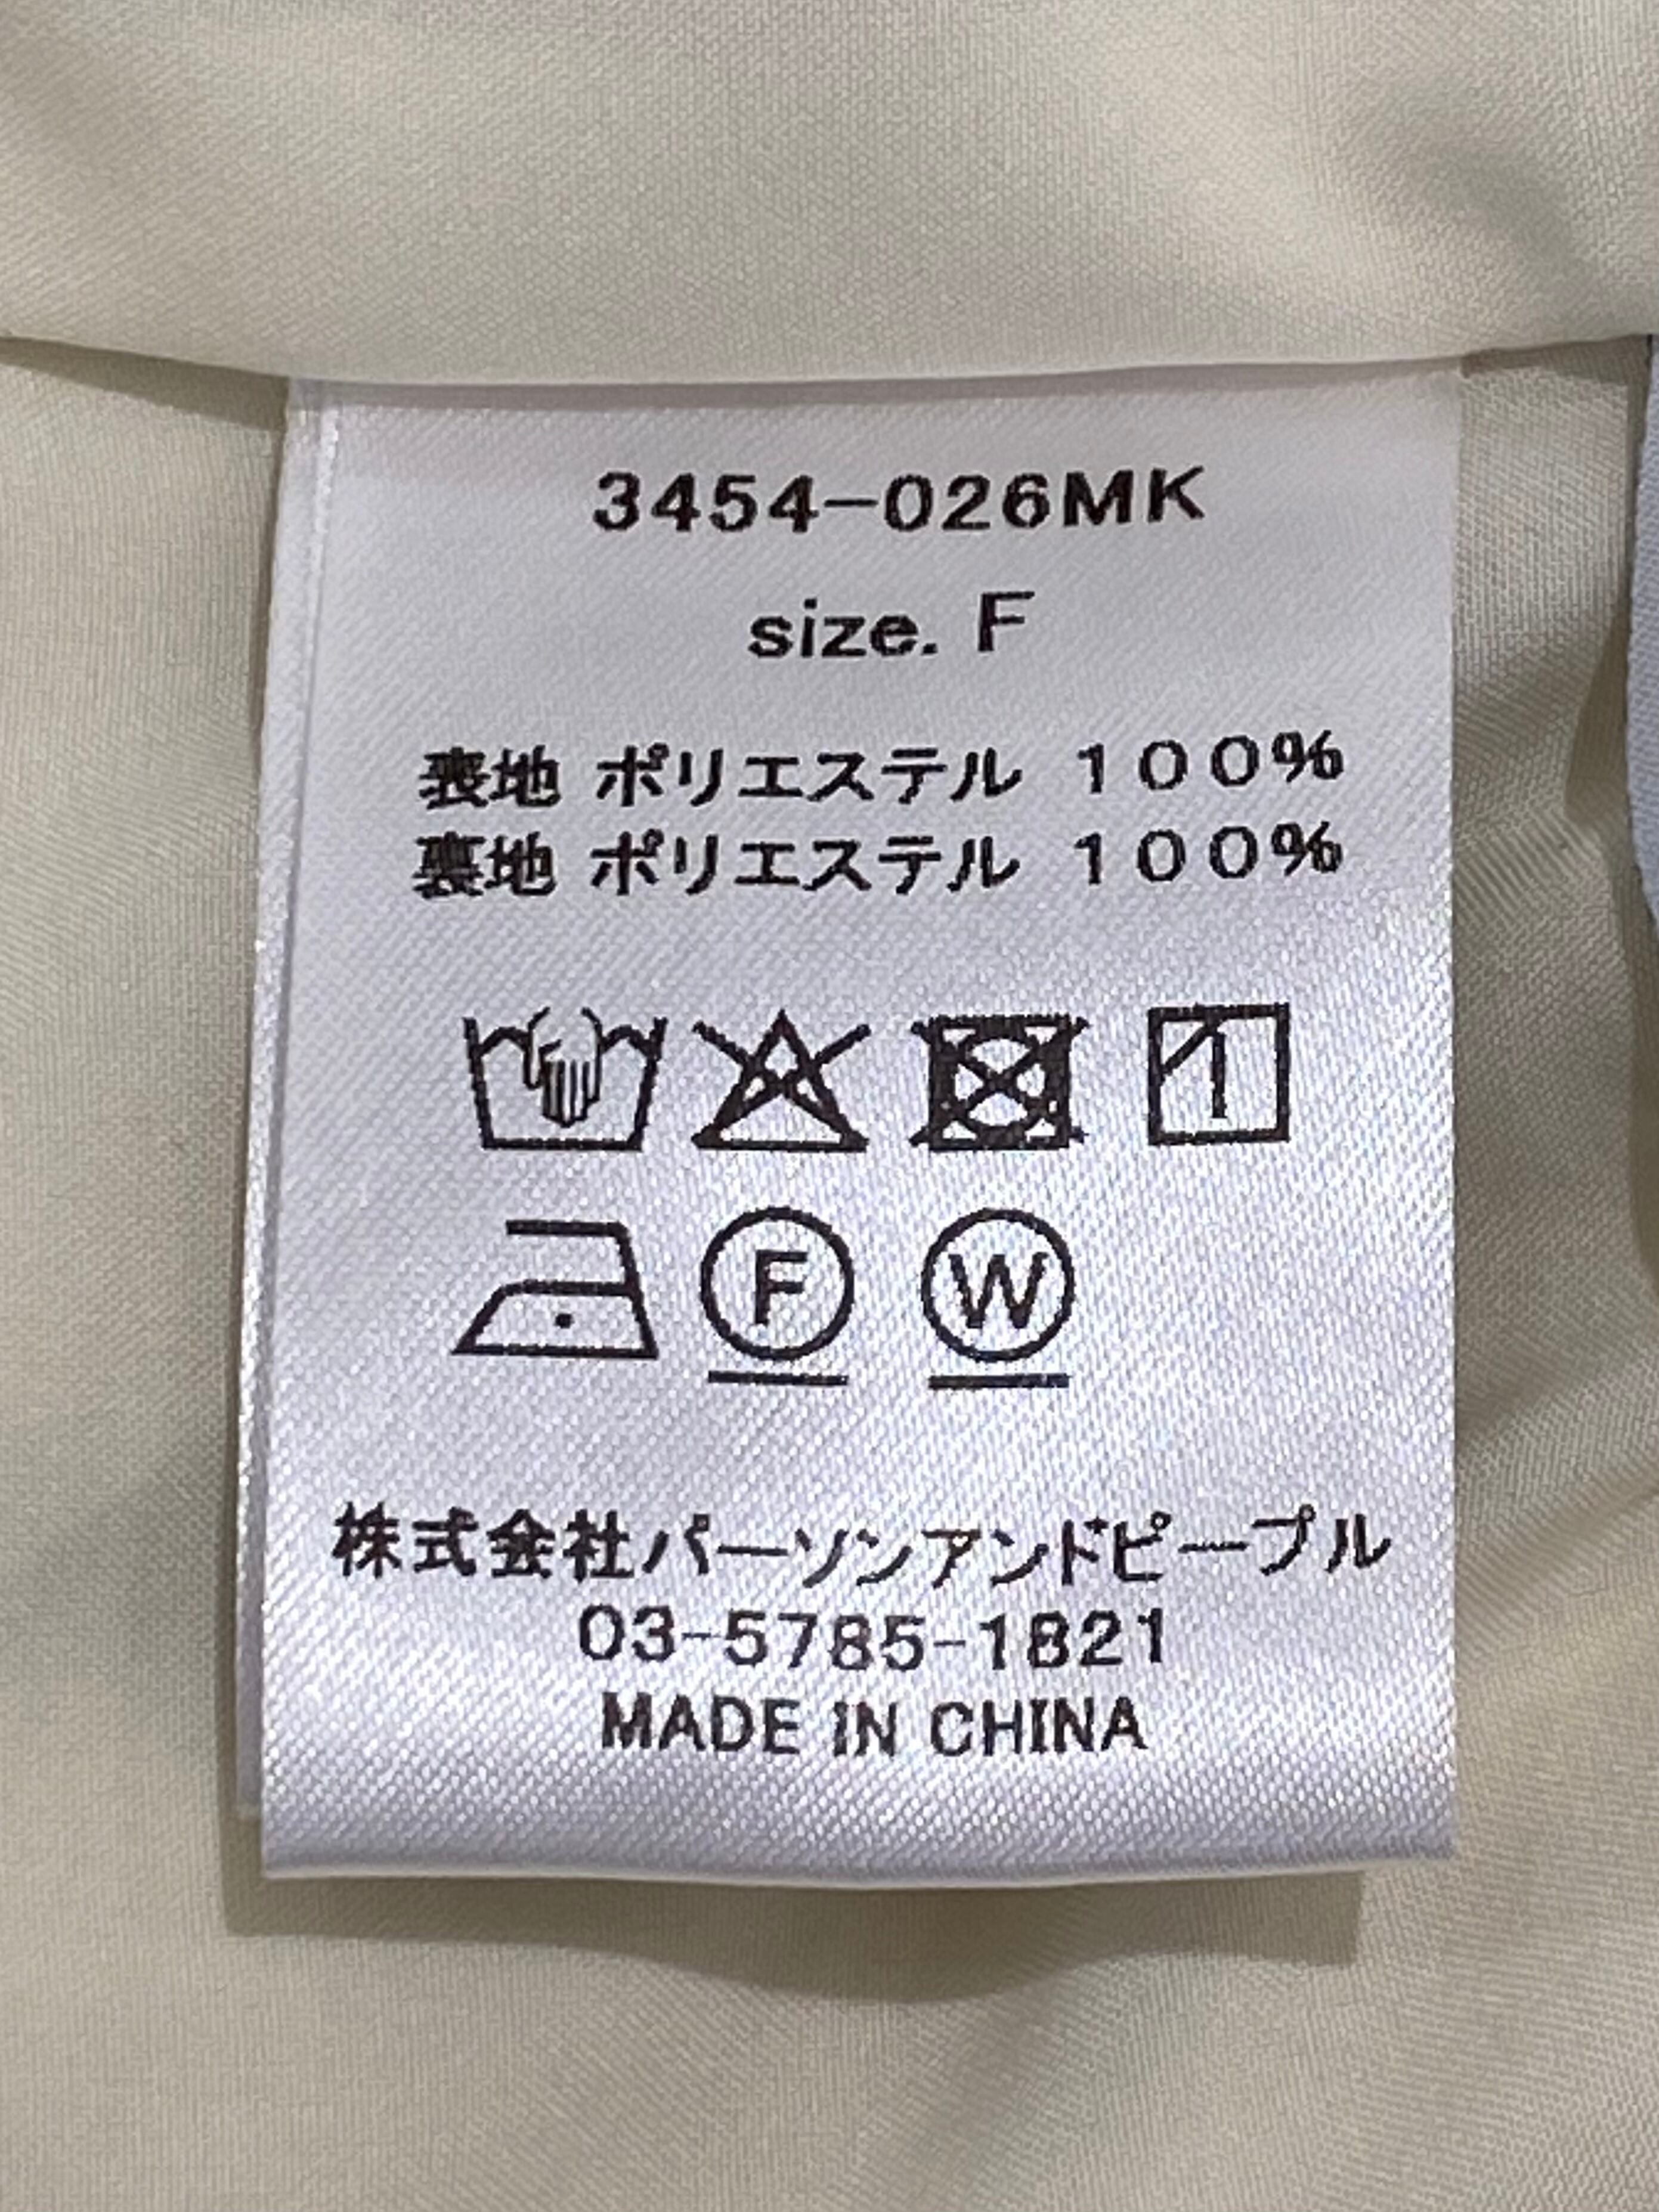 3454-026MK
size. F
表地 ポリエステル 100%
裏地 ポリエステル 100%
F W
株式会社パーソンアンドピープル
03-5785-1821
MADE IN CHINA